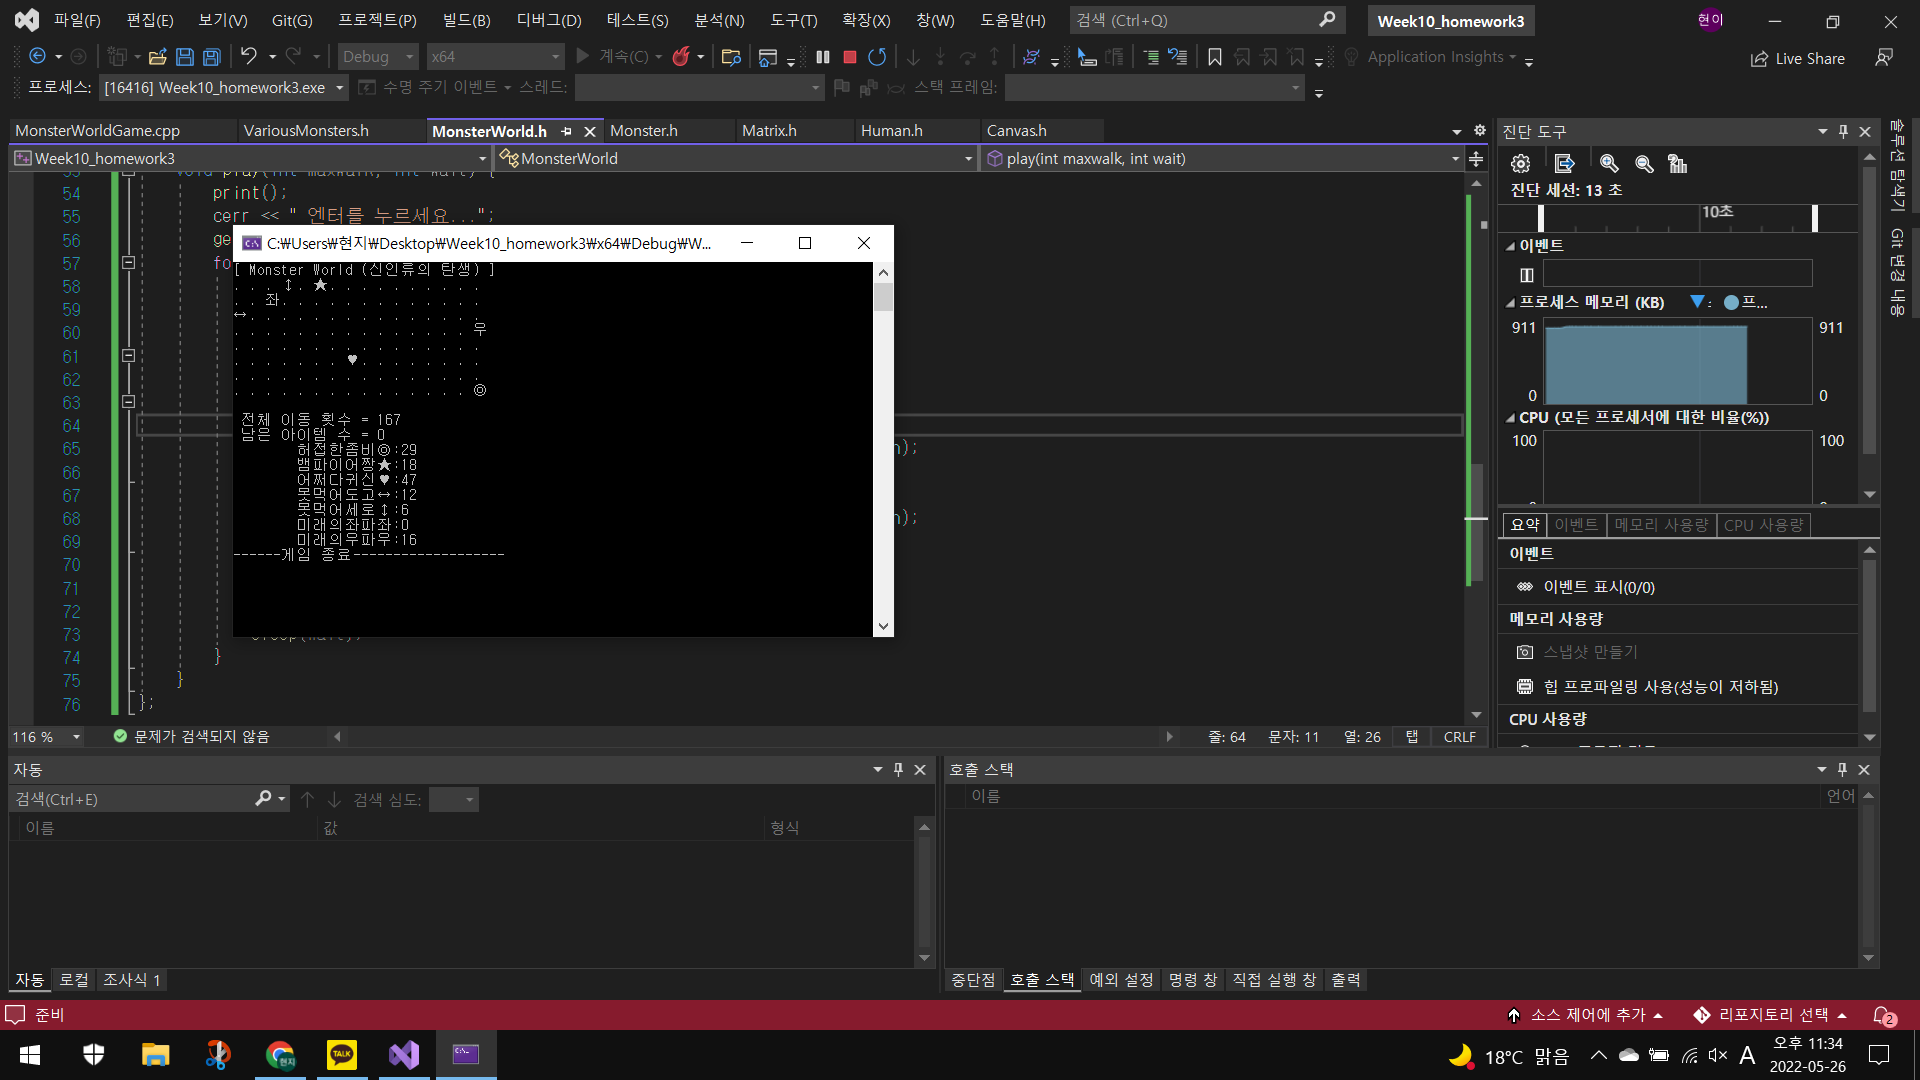 파일(F) 편집(E) 보기(V) Git(G) 프로젝트(P) 빌드(B) 디버그(D) 테스트(S) 분석(N) 도구(T) 확장(X) 창(W) 도움말(H) 검색 (Ctrl+Q) Week10_homework3 현이
Debug x64 계속(C) Application Insights Live Share
프로세스: [16416] Week10_homework3.exe 수명 주기 이벤트 스레드: 스택 프레임:
MonsterWorldGame.cpp VariousMonsters.h MonsterWorld.h Monster.h Matrix.h Human.h Canvas.h
Week10_homework3 MonsterWorld play(int maxwalk, int wait)
53 void play(int maxwalk, int wait) {
54 print();
55 cerr << " 엔터를 누르세요...";
56 ge
57 fo
58
59
60
61
62
63
64
65 n);
66
67
68 n);
69
70
71
72
73
74 }
75 }
76 };
C:\Users\현지\Desktop\Week10_homework3\x64\Debug\W...
[ Monster World (신인류의 탄생) ]
. . . ↕ . ★ . . . . . . . . . .
. . 좌 . . . . . . . . . . . . .
↔ . . . . . . . . . . . . . . .
. . . . . . . . . . . . . . . 우
. . . . . . . . . . . . . . . .
. . . . . . . ♥ . . . . . . . .
. . . . . . . . . . . . . . . .
. . . . . . . . . . . . . . . ◎
전체 이동 횟수 = 167
남은 아이템 수 = 0
허접한좀비◎:29
뱀파이어짱★:18
어쩌다귀신♥:47
못먹어도고↔:12
못먹어세로↕:6
미래의좌파좌:0
미래의우파우:16
------게임 종료-------------------
116 % 문제가 검색되지 않음 줄: 64 문자: 11 열: 26 탭 CRLF
진단 도구
진단 세션: 13 초
10초
이벤트
프로세스 메모리 (KB) 프...
911 911
0 0
CPU (모든 프로세서에 대한 비율(%))
100 100
요약 이벤트 메모리 사용량 CPU 사용량
이벤트
이벤트 표시(0/0)
메모리 사용량
스냅샷 만들기
힙 프로파일링 사용(성능이 저하됨)
CPU 사용량
솔루션 탐색기
Git 변경 내용
자동
검색(Ctrl+E) 검색 심도:
이름 값 형식
자동 로컬 조사식 1
호출 스택
이름 언어
중단점 호출 스택 예외 설정 명령 창 직접 실행 창 출력
준비 소스 제어에 추가 리포지토리 선택 2
현지 TALK 18°C 맑음 A 오후 11:34
2022-05-26